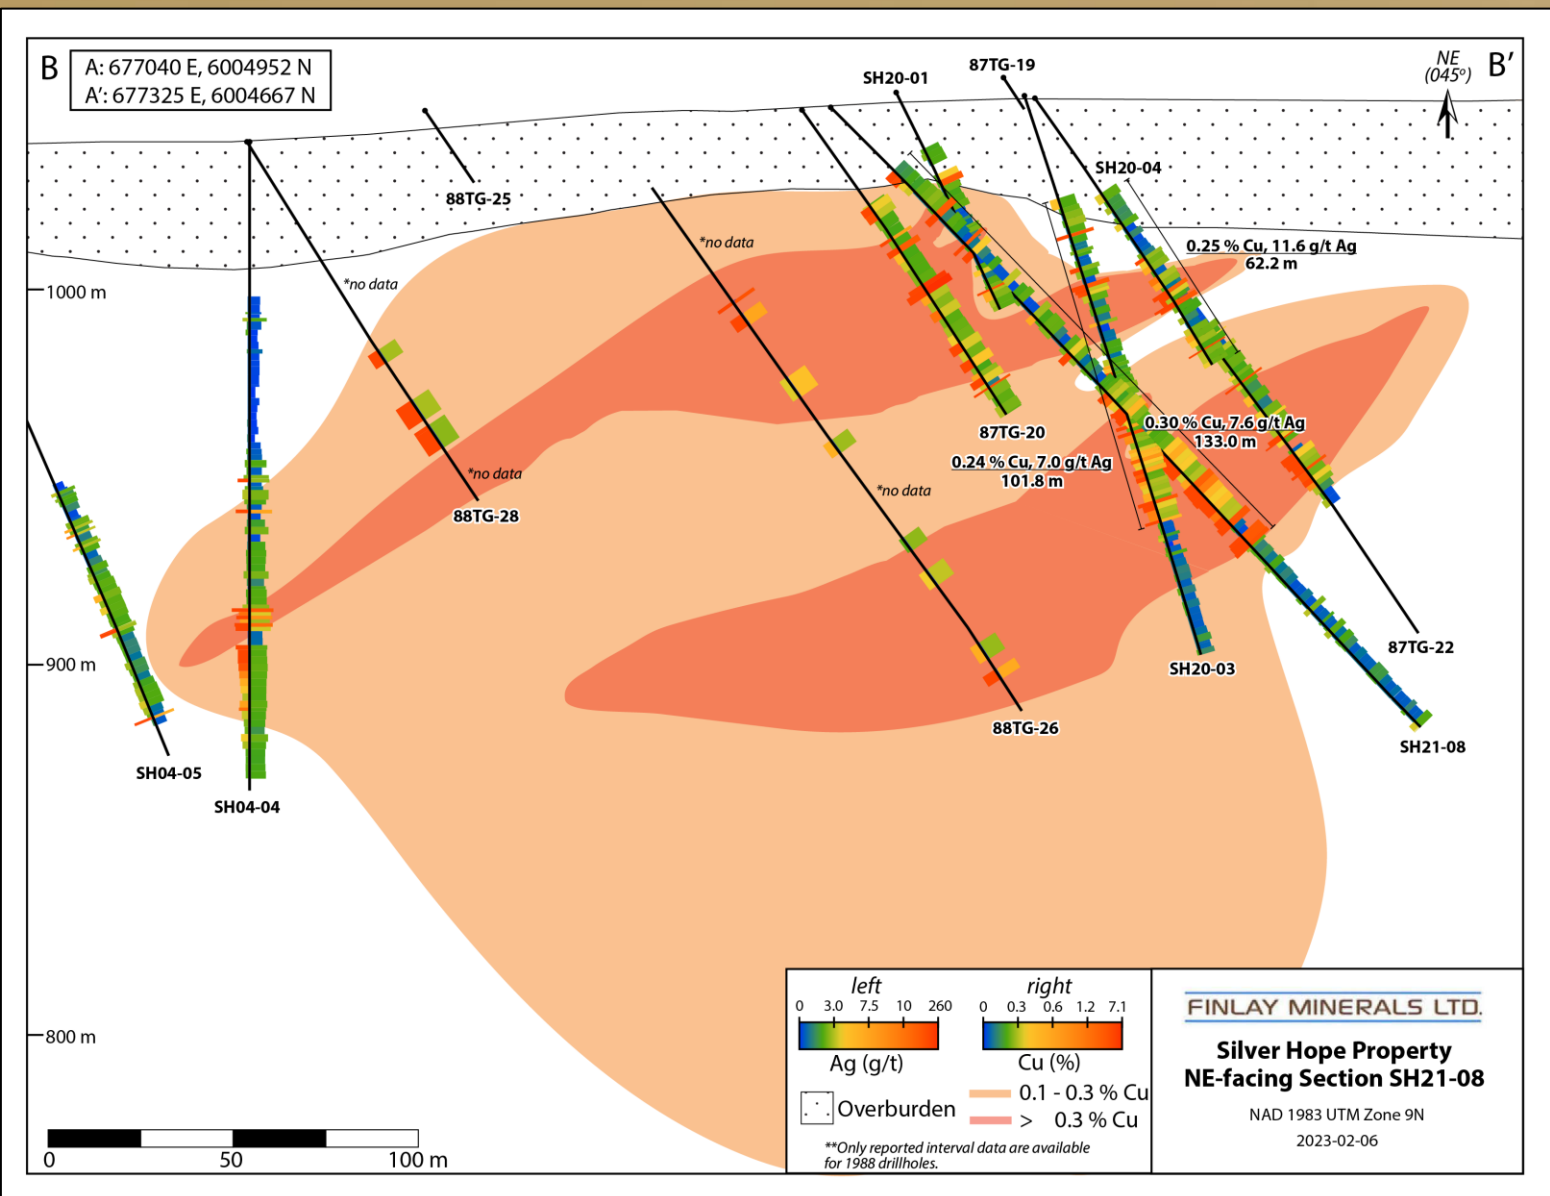 B
A: 677040 E, 6004952 N
A': 677325 E, 6004667 N
NE
(045º)
B'
87TG-19
SH20-01
SH20-04
88TG-25
0.25 % Cu, 11.6 g/t Ag
62.2 m
*no data
*no data
1000 m
87TG-20
0.30 % Cu, 7.6 g/t Ag
133.0 m
0.24 % Cu, 7.0 g/t Ag
101.8 m
*no data
*no data
88TG-28
900 m
87TG-22
SH20-03
88TG-26
SH21-08
SH04-05
SH04-04
800 m
left
0 3.0 7.5 10 260
Ag (g/t)
right
0 0.3 0.6 1.2 7.1
Cu (%)
Overburden
0.1 - 0.3 % Cu
> 0.3 % Cu
**Only reported interval data are available
for 1988 drillholes.
FINLAY MINERALS LTD.
Silver Hope Property
NE-facing Section SH21-08
NAD 1983 UTM Zone 9N
2023-02-06
0 50 100 m